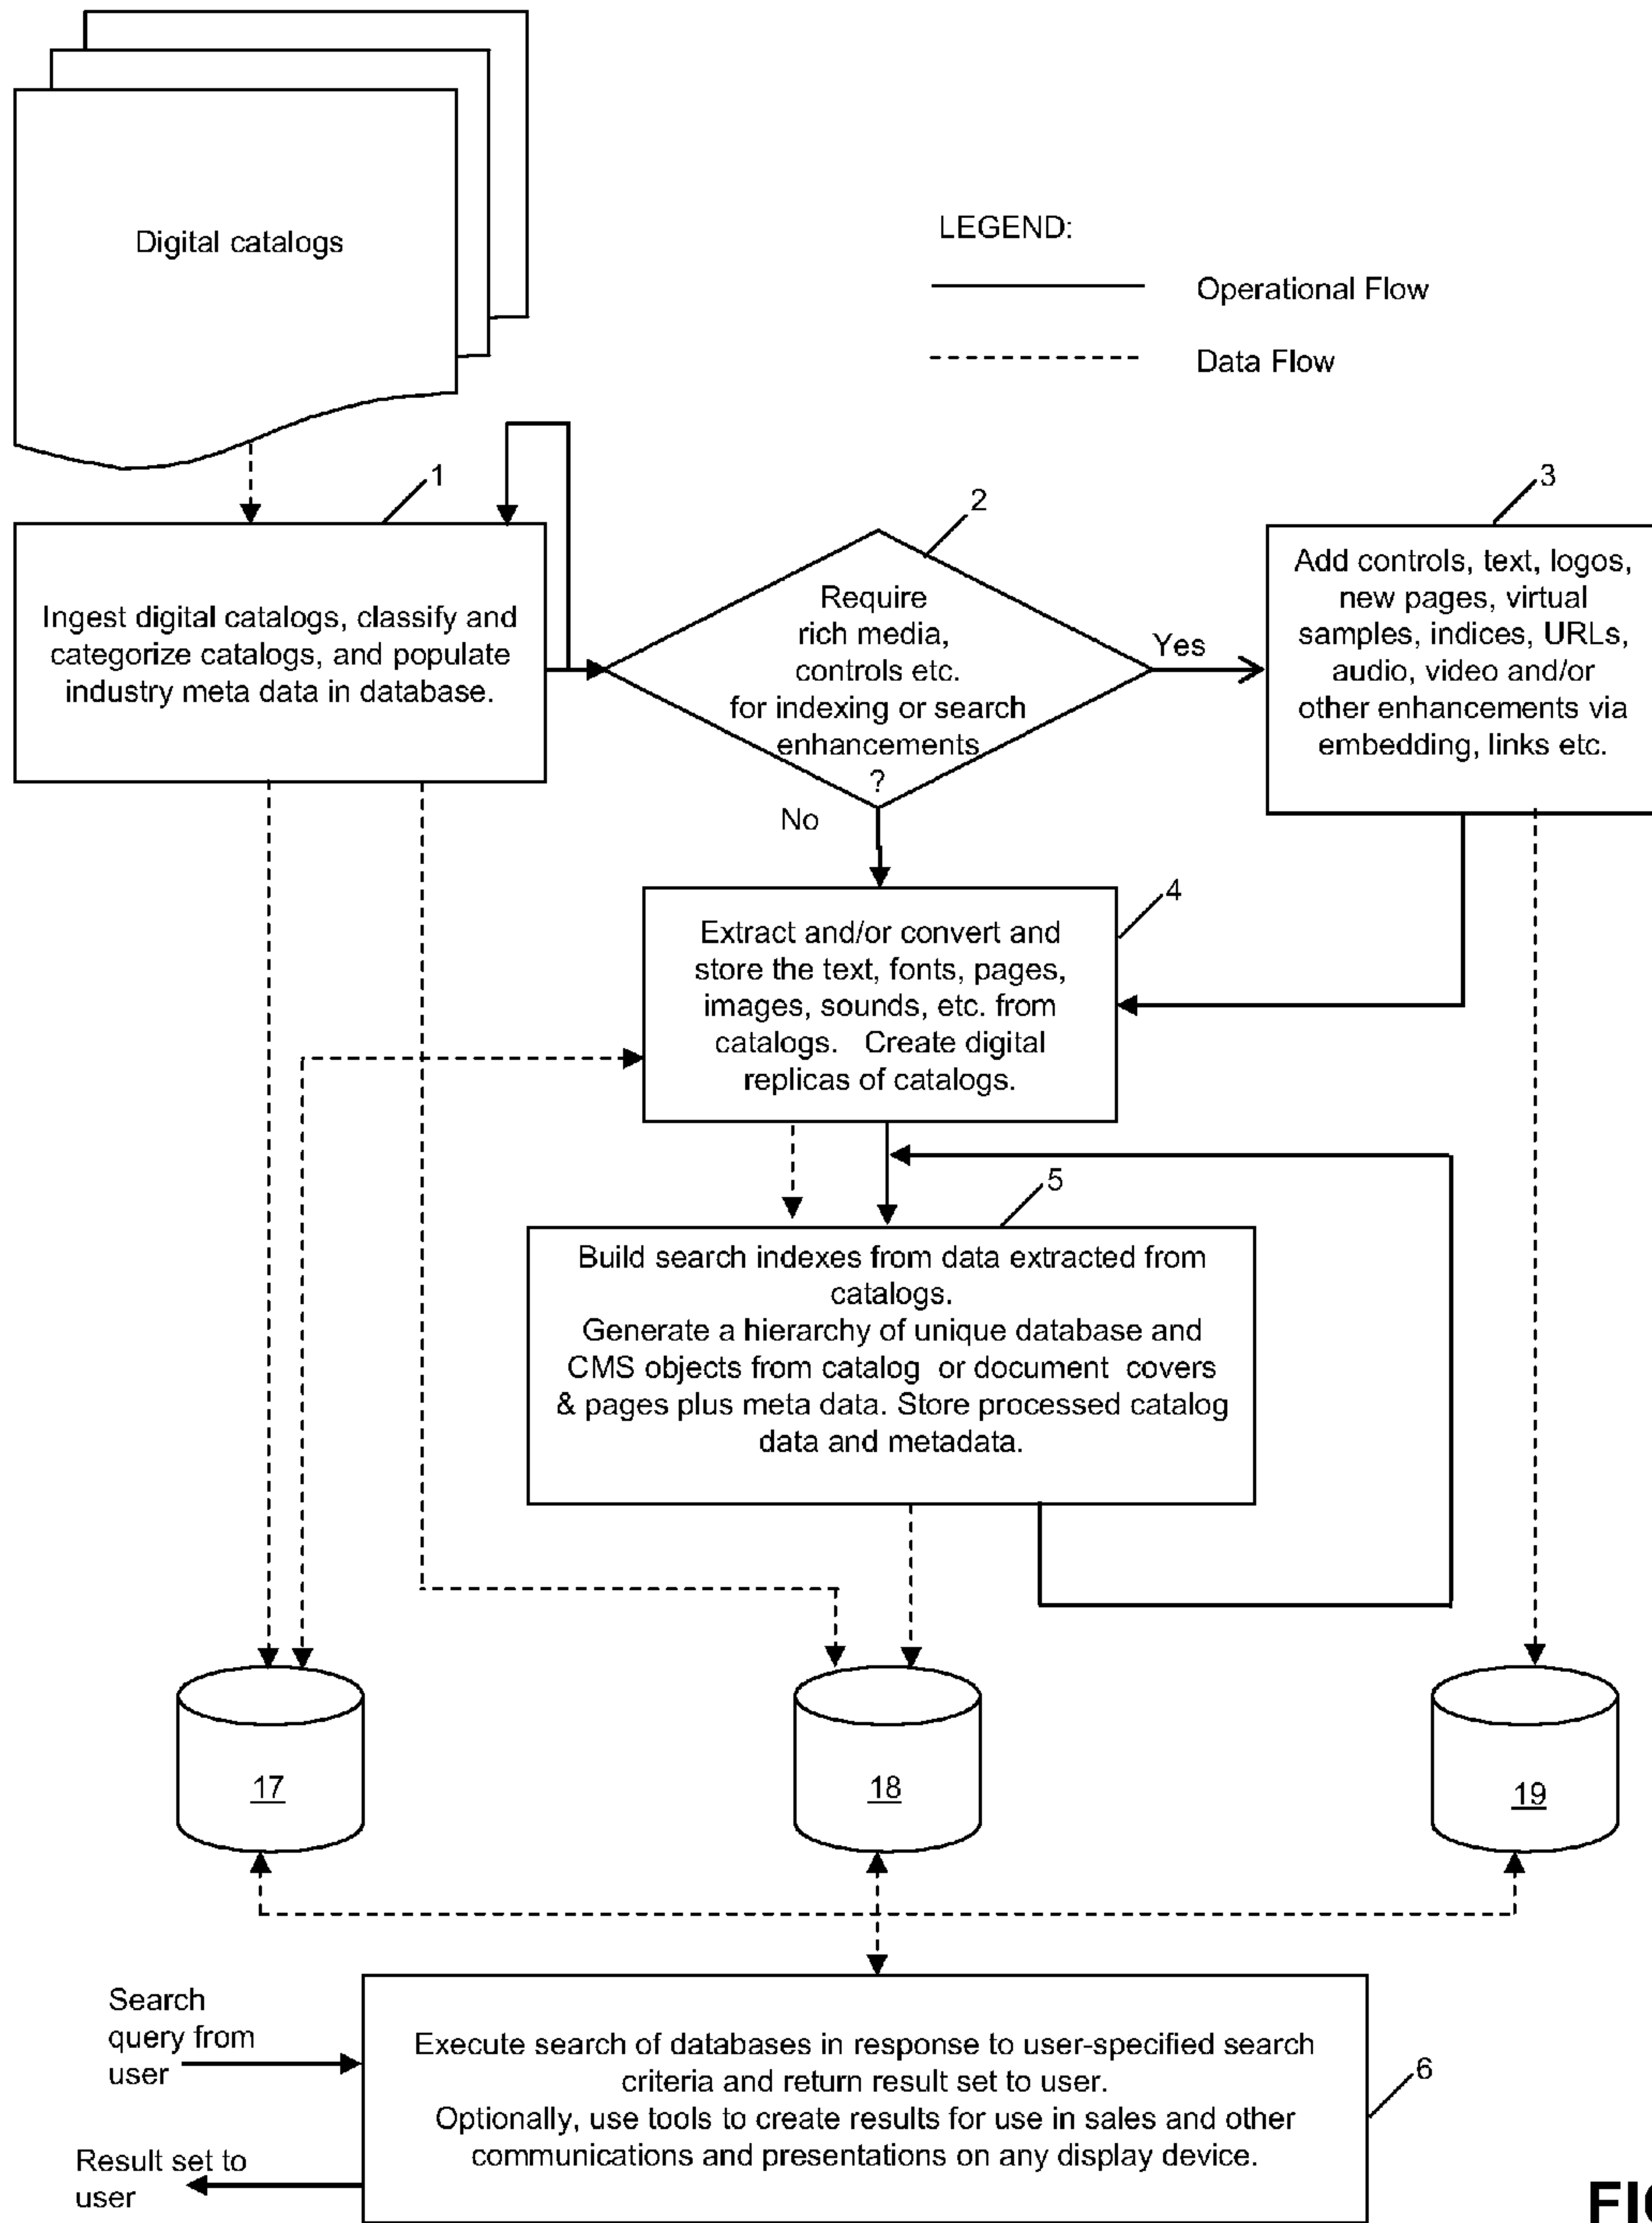 Digital catalogs
LEGEND:
Operational Flow
Data Flow
1
2
3
Ingest digital catalogs, classify and
categorize catalogs, and populate
industry meta data in database.
Require
rich media,
controls etc.
for indexing or search
enhancements
?
Yes
No
Add controls, text, logos,
new pages, virtual
samples, indices, URLs,
audio, video and/or
other enhancements via
embedding, links etc.
4
Extract and/or convert and
store the text, fonts, pages,
images, sounds, etc. from
catalogs. Create digital
replicas of catalogs.
5
Build search indexes from data extracted from
catalogs.
Generate a hierarchy of unique database and
CMS objects from catalog or document covers
& pages plus meta data. Store processed catalog
data and metadata.
17
18
19
Search
query from
user
Execute search of databases in response to user-specified search
criteria and return result set to user.
Optionally, use tools to create results for use in sales and other
communications and presentations on any display device.
6
Result set to
user